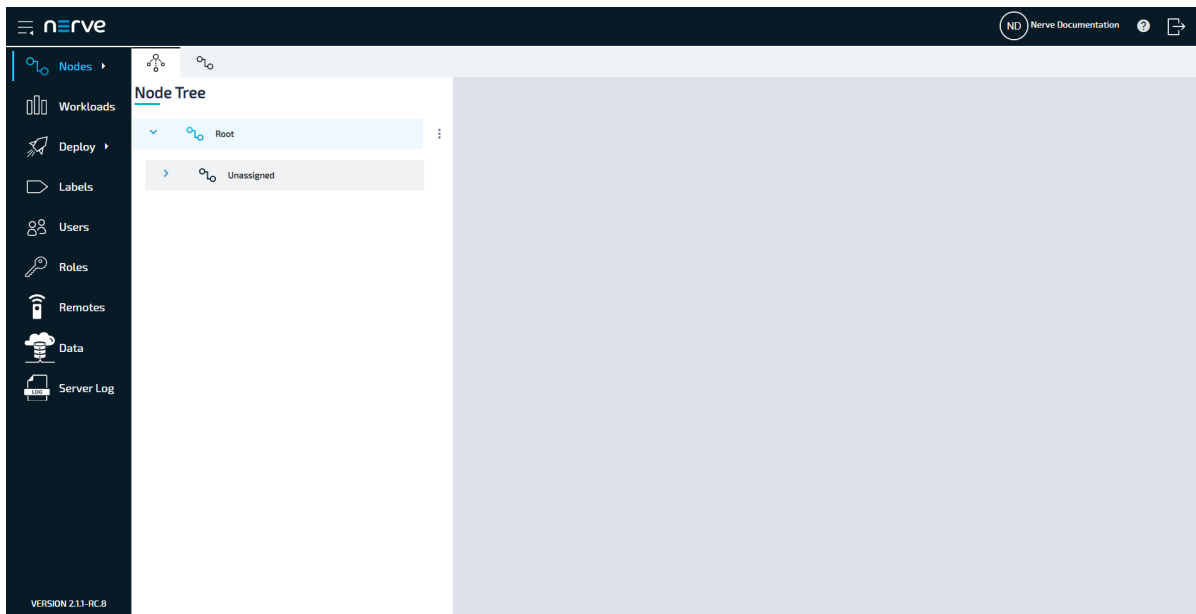 nerve
ND Nerve Documentation ?
Nodes
Workloads
Deploy
Labels
Users
Roles
Remotes
Data
LOG Server Log
VERSION 2.1.1-RC.8
Node Tree
Root
Unassigned